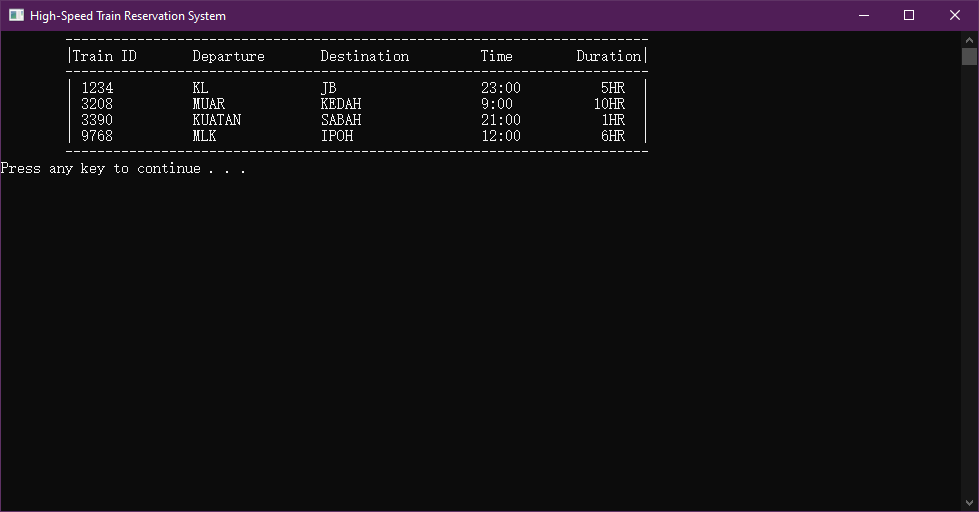 High-Speed Train Reservation System
-------------------------------------------------------------------------
|Train ID       Departure       Destination         Time        Duration|
-------------------------------------------------------------------------
| 1234          KL              JB                  23:00          5HR  |
| 3208          MUAR            KEDAH               9:00          10HR  |
| 3390          KUATAN          SABAH               21:00          1HR  |
| 9768          MLK             IPOH                12:00          6HR  |
-------------------------------------------------------------------------
Press any key to continue . . .